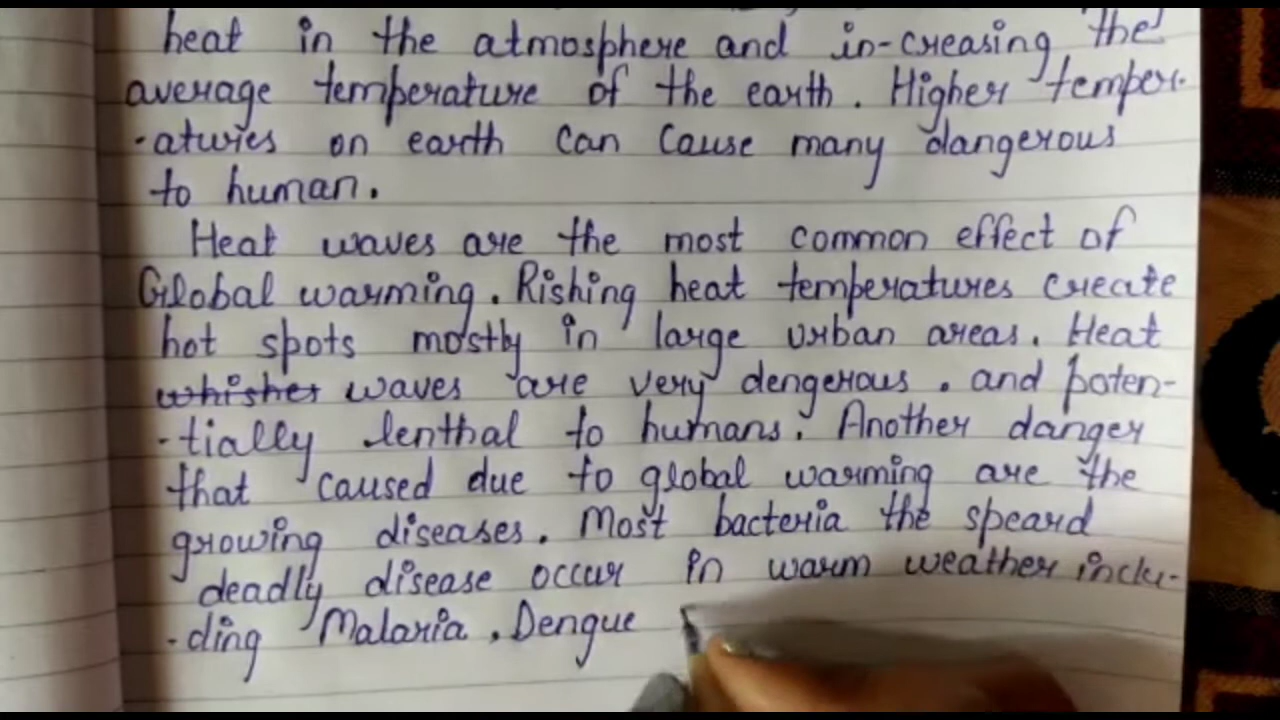 heat in the atmosphere and in-creasing the
average temperature of the earth. Higher temper-
-aturies on earth can cause many dangerous
to human.
Heat waves are the most common effect of
Global warming. Rishing heat temperatures create
hot spots mostly in large urban areas. Heat
whisher waves are very dengerous. and poten-
-tially lenthal to humans. Another danger
that caused due to global warming are the
growing diseases. Most bacteria the speard
deadly disease occur in warm weather inclu-
-ding Malaria, Dengue